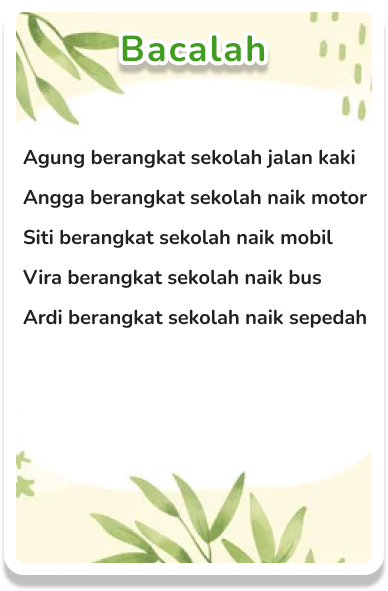 Bacalah
Agung berangkat sekolah jalan kaki
Angga berangkat sekolah naik motor
Siti berangkat sekolah naik mobil
Vira berangkat sekolah naik bus
Ardi berangkat sekolah naik sepedah